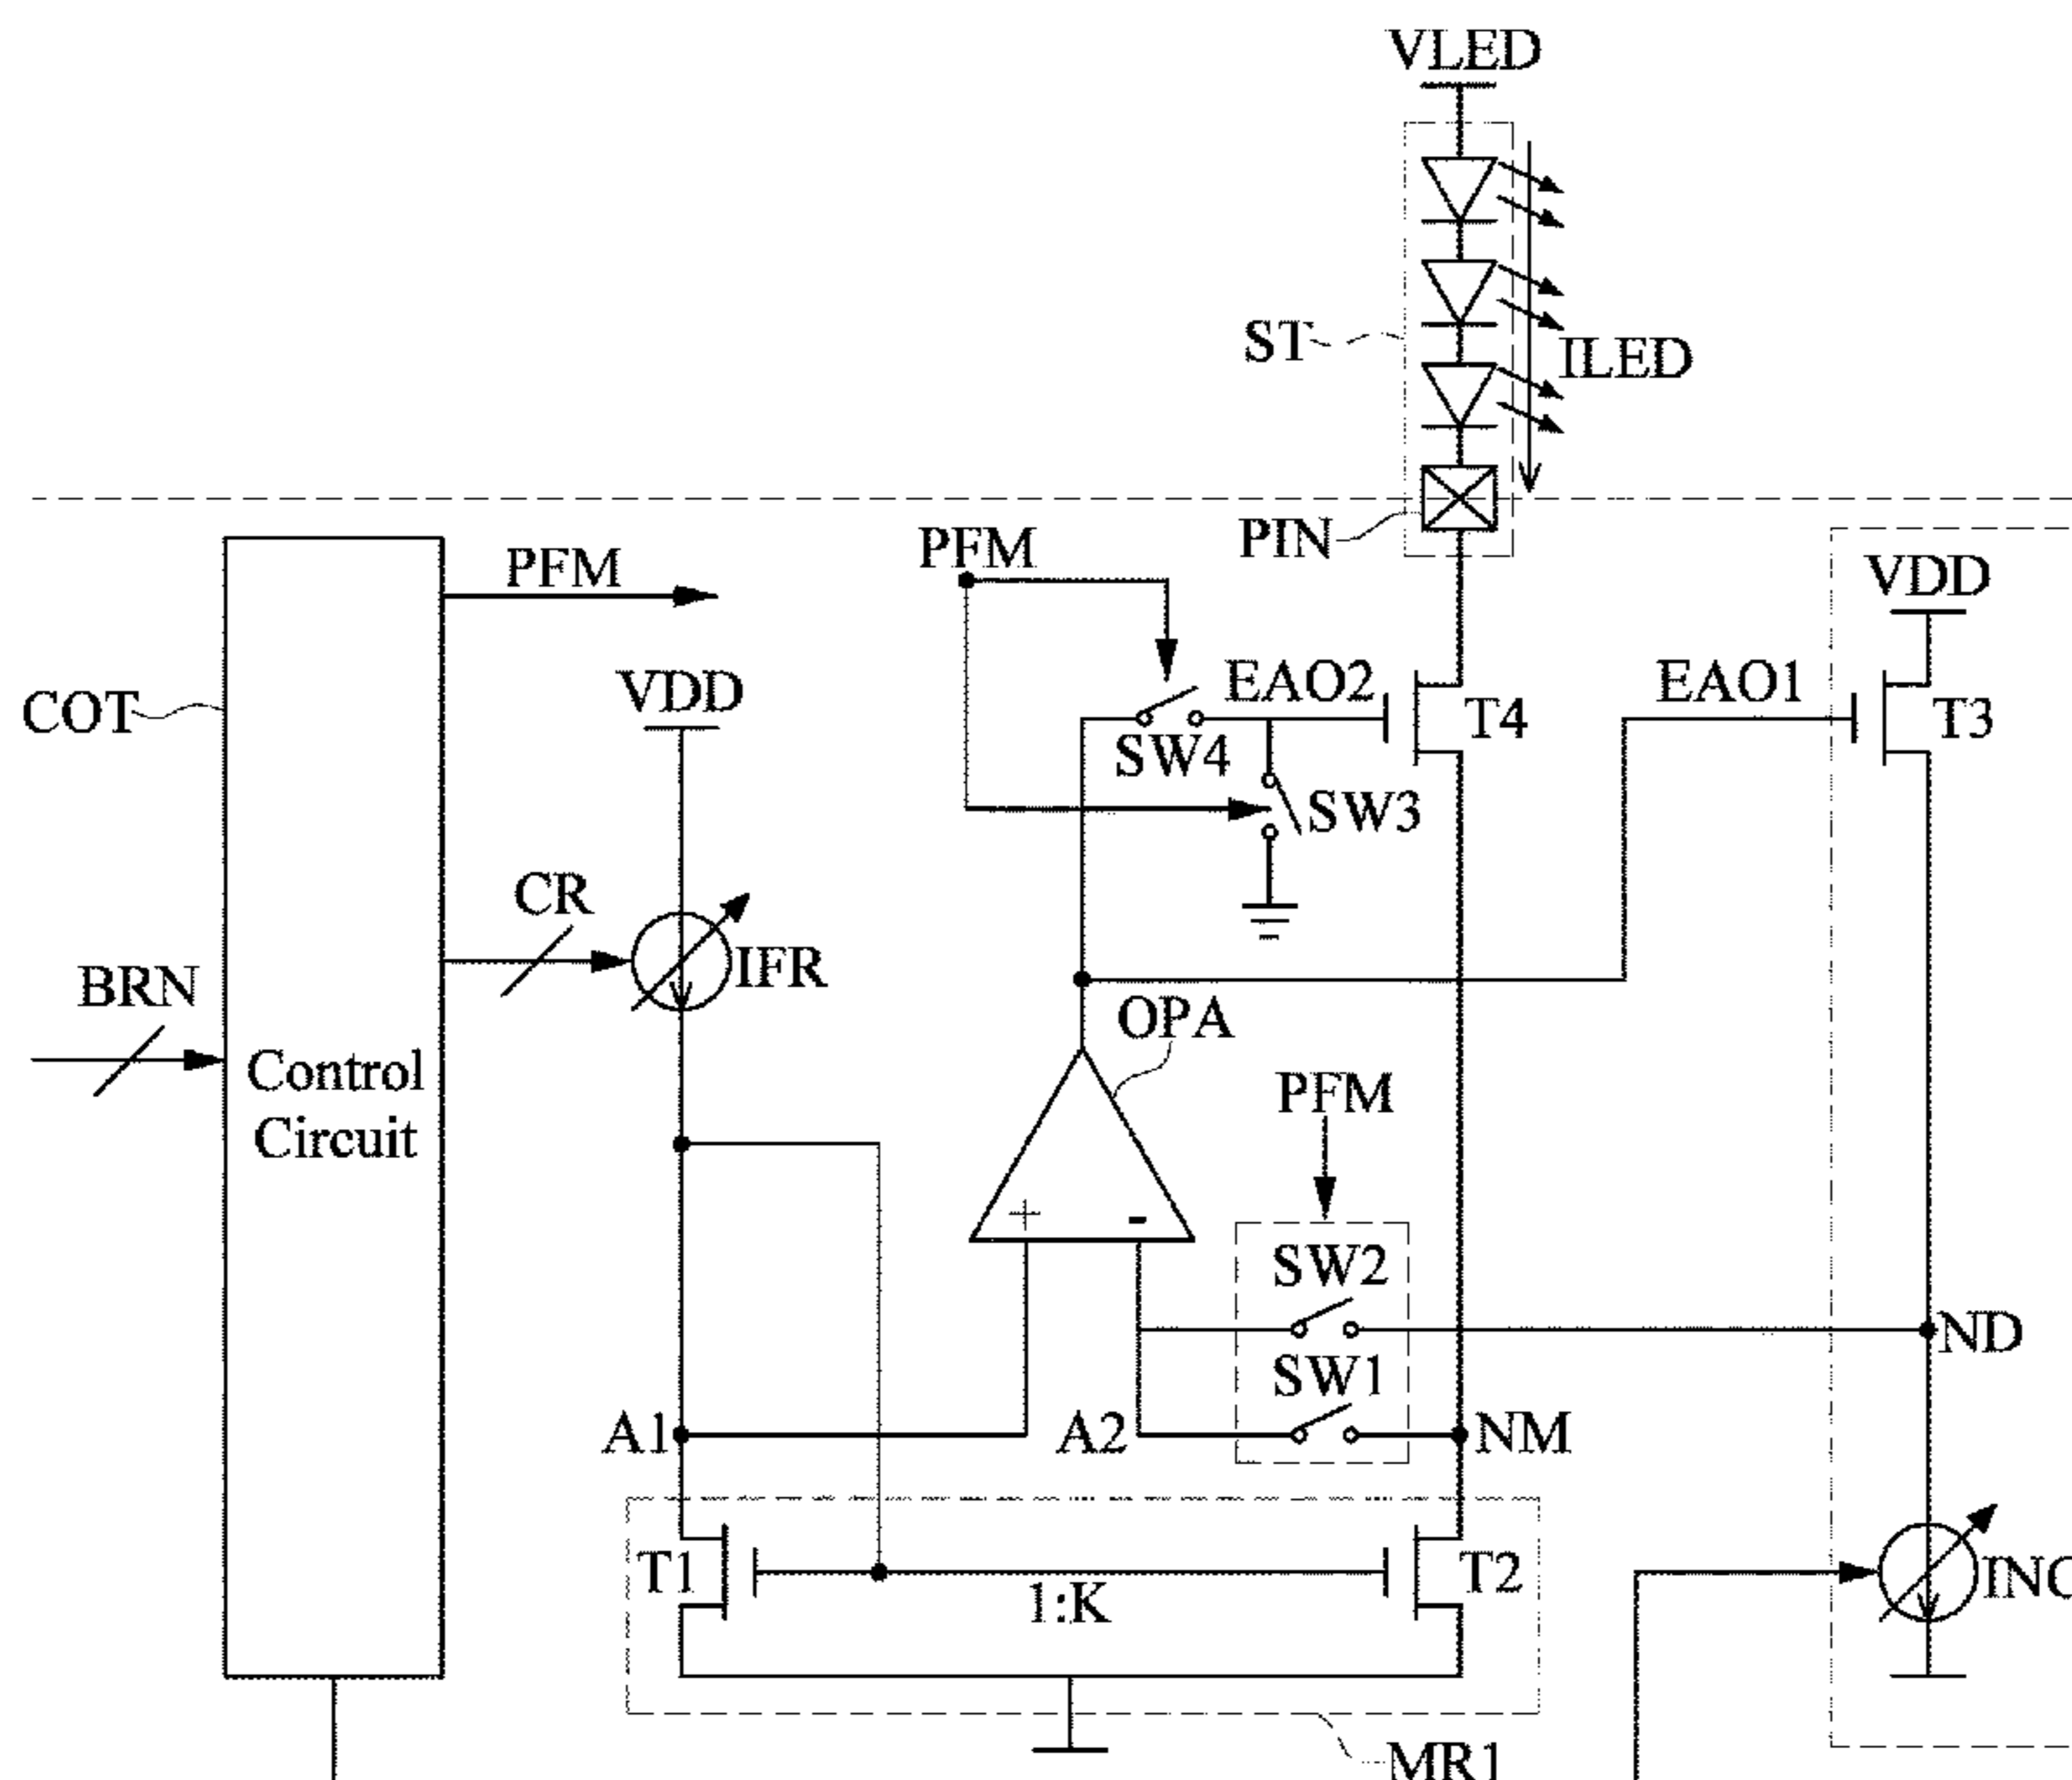 VLED
ST
ILED
PIN
PFM
PFM
VDD
VDD
COT
EAO2
T4
EAO1
T3
SW4
SW3
CR
IFR
BRN
OPA
Control
Circuit
PFM
+
-
SW2
ND
SW1
A1
A2
NM
T1
T2
1:K
MR1